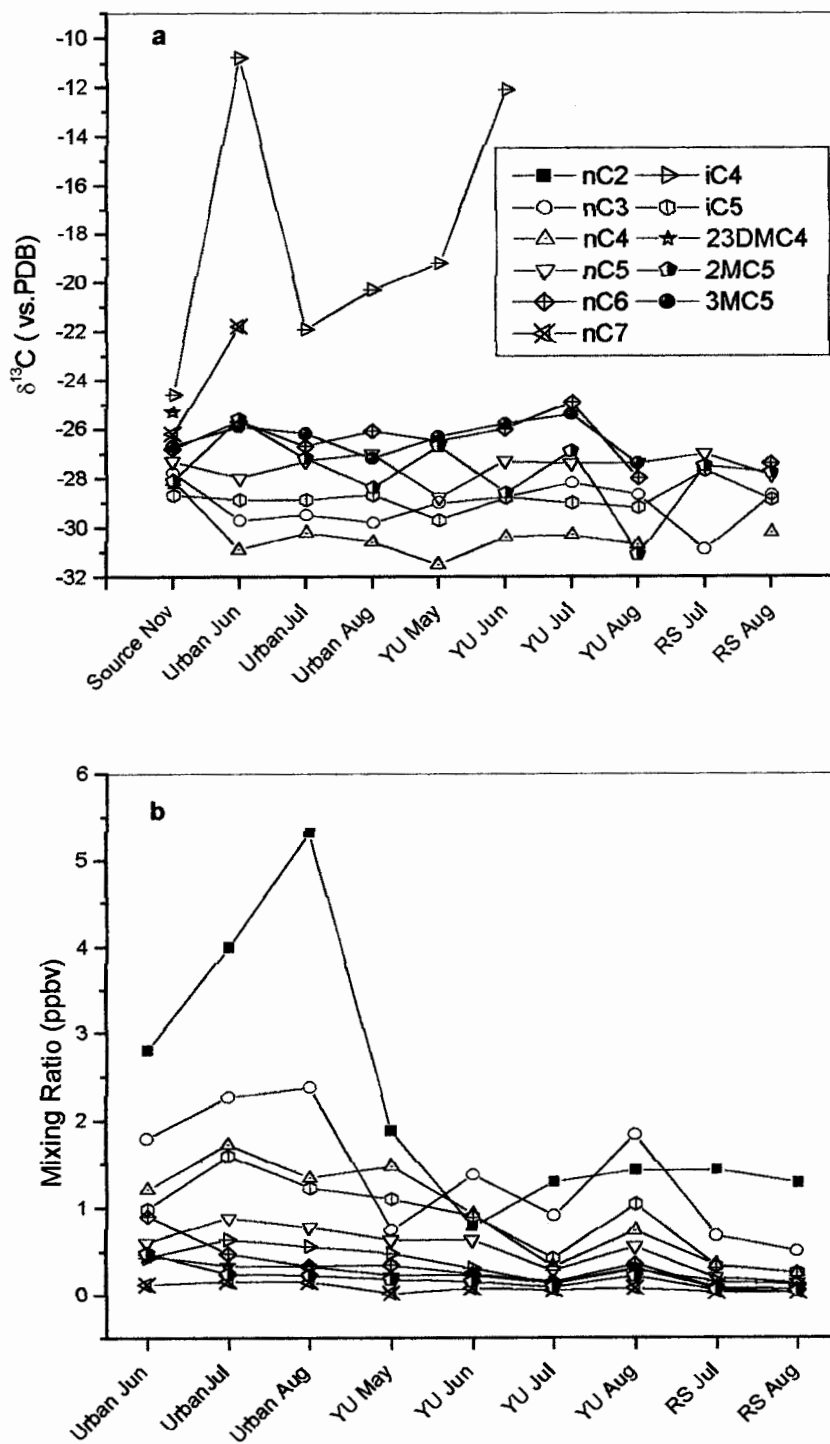 a
-10
-12
-14
-16
-18
-20
-22
-24
-26
-28
-30
-32
δ13C ( vs.PDB)
nC2 iC4
nC3 iC5
nC4 23DMC4
nC5 2MC5
nC6 3MC5
nC7
Source Nov
Urban Jun
UrbanJul
Urban Aug
YU May
YU Jun
YU Jul
YU Aug
RS Jul
RS Aug
b
6
5
4
3
2
1
0
Mixing Ratio (ppbv)
Urban Jun
UrbanJul
Urban Aug
YU May
YU Jun
YU Jul
YU Aug
RS Jul
RS Aug